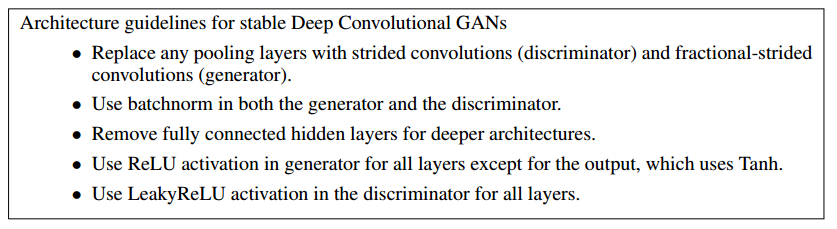 Architecture guidelines for stable Deep Convolutional GANs
• Replace any pooling layers with strided convolutions (discriminator) and fractional-strided
convolutions (generator).
• Use batchnorm in both the generator and the discriminator.
• Remove fully connected hidden layers for deeper architectures.
• Use ReLU activation in generator for all layers except for the output, which uses Tanh.
• Use LeakyReLU activation in the discriminator for all layers.